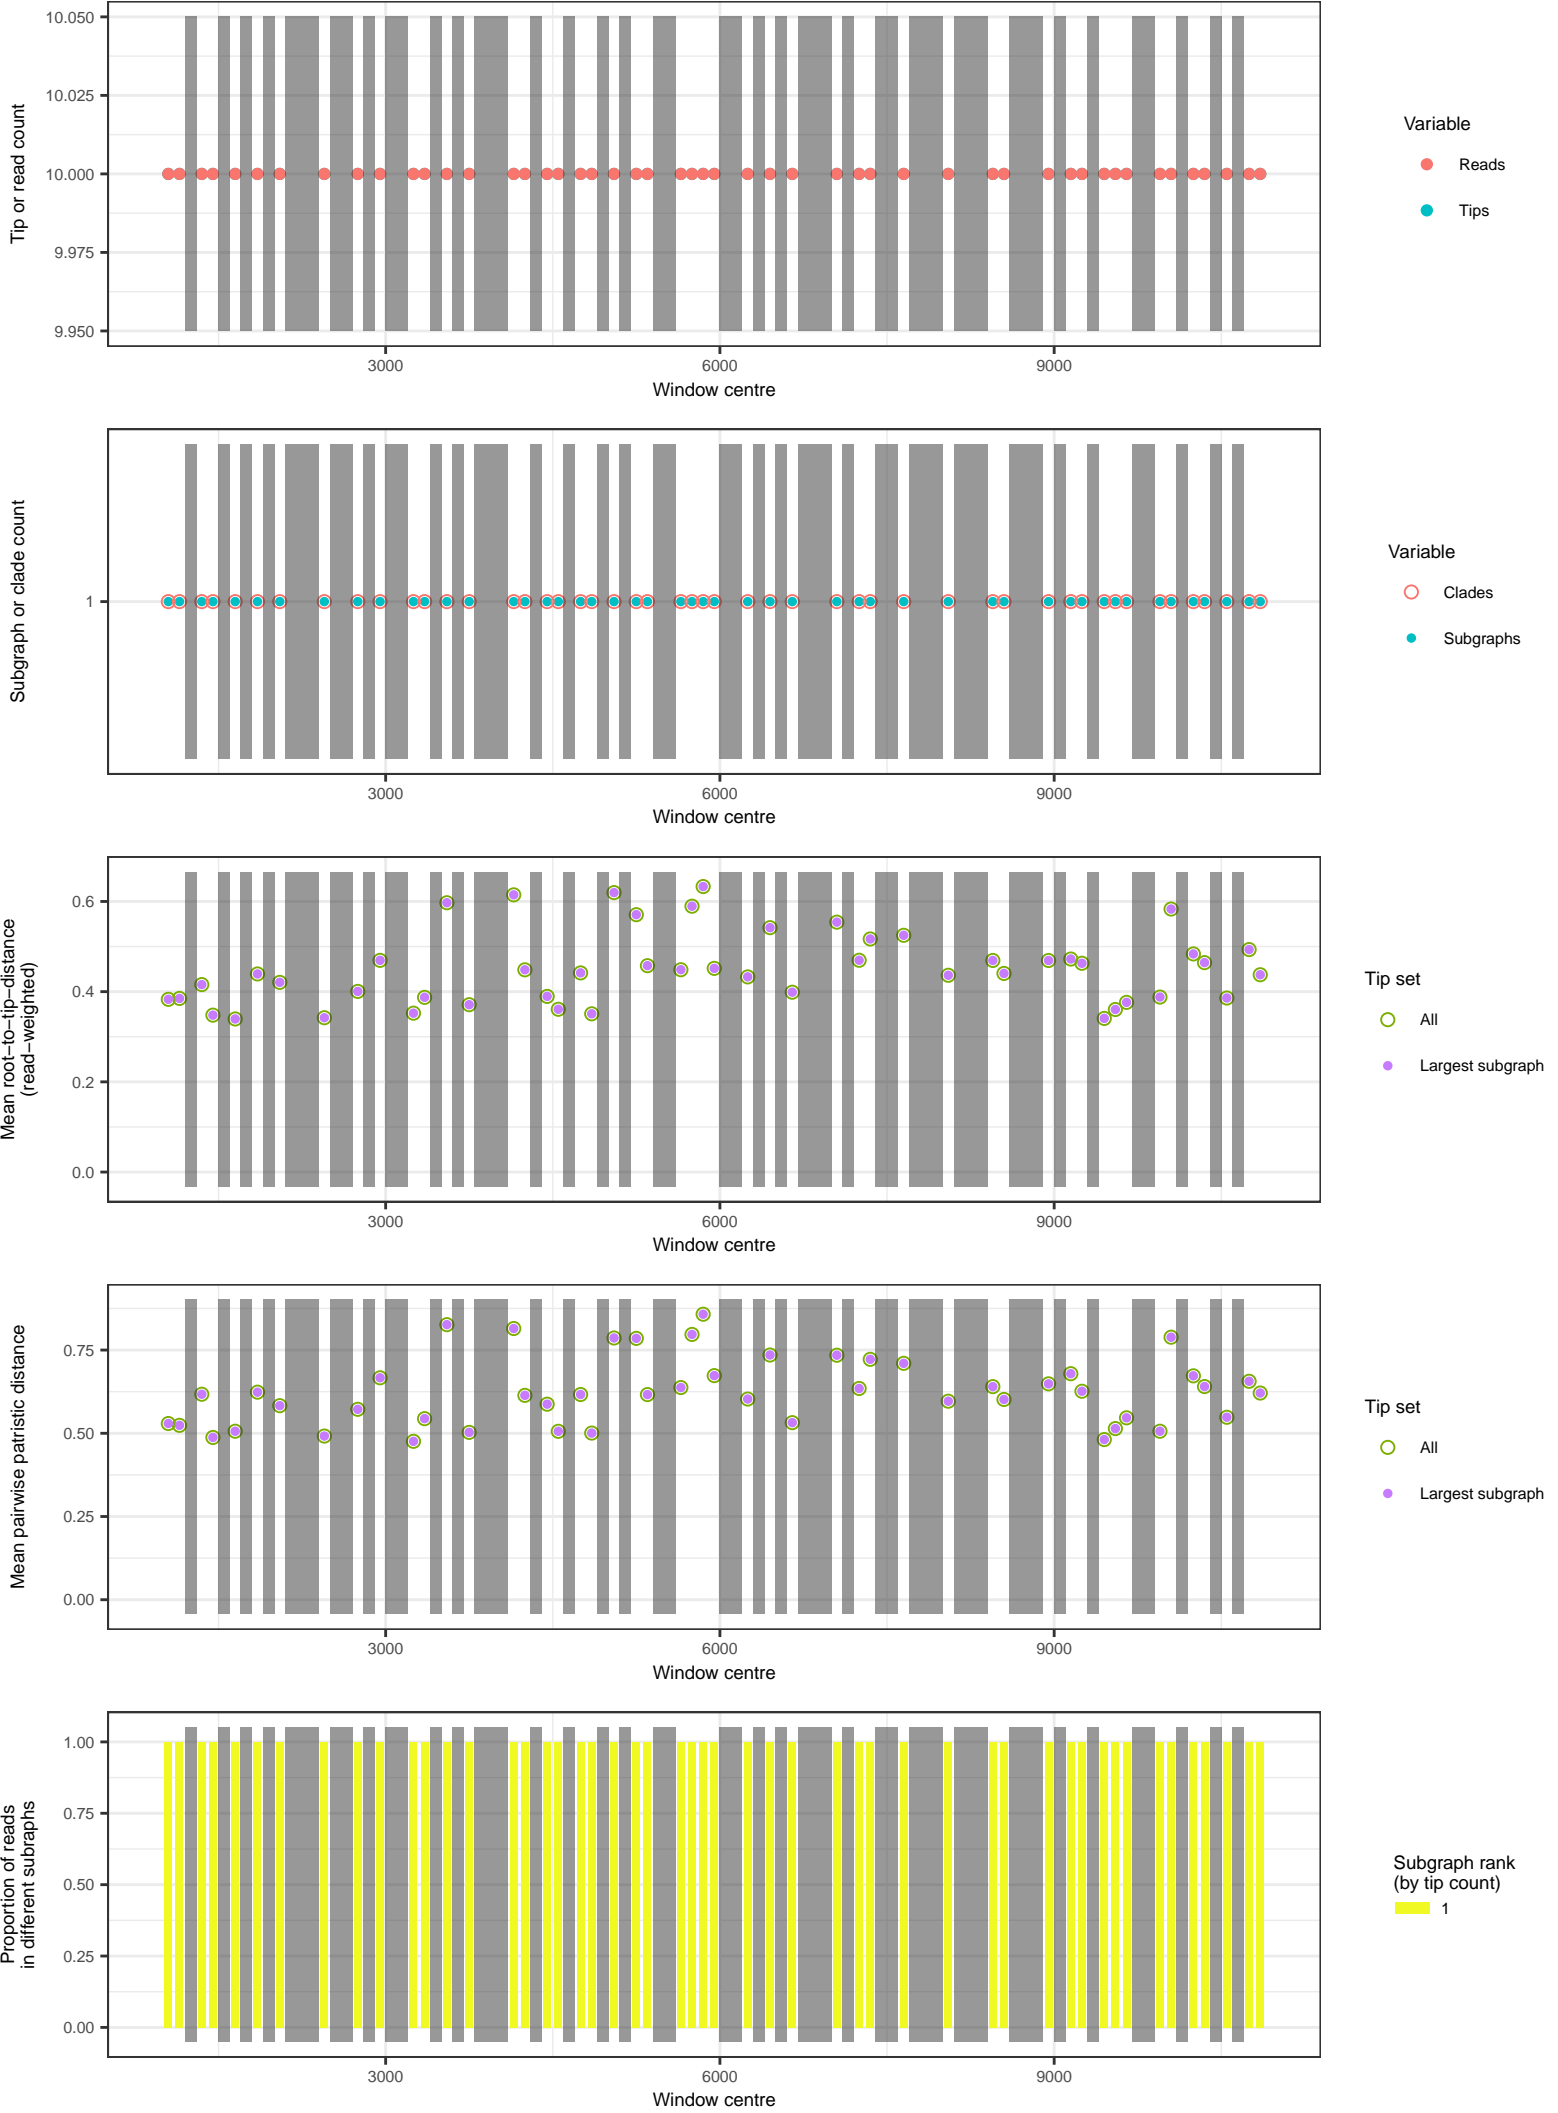 10.050
10.025
10.000
9.975
9.950
Tip or read count
3000
6000
9000
Window centre
Variable
Reads
Tips
1
Subgraph or clade count
3000
6000
9000
Window centre
Variable
Clades
Subgraphs
0.6
0.4
0.2
0.0
Mean root−to−tip−distance
(read−weighted)
3000
6000
9000
Window centre
Tip set
All
Largest subgraph
0.75
0.50
0.25
0.00
Mean pairwise patristic distance
3000
6000
9000
Window centre
Tip set
All
Largest subgraph
1.00
0.75
0.50
0.25
0.00
Proportion of reads
in different subraphs
3000
6000
9000
Window centre
Subgraph rank
(by tip count)
1